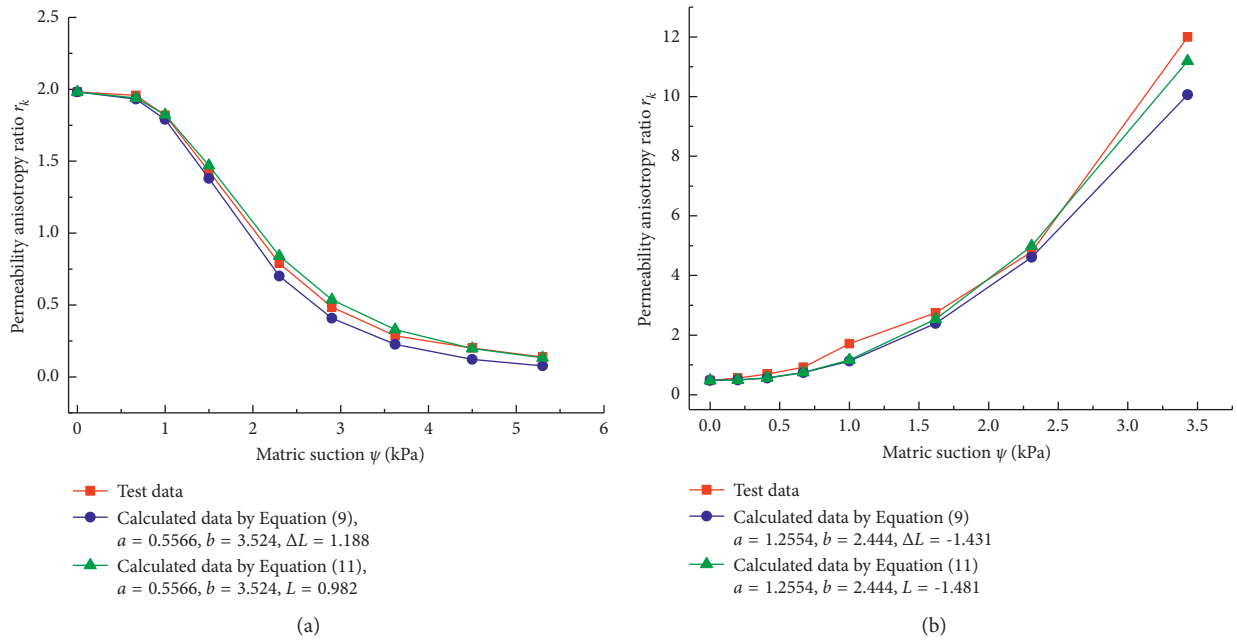 2.5
2.0
1.5
1.0
0.5
0.0
Permeability anisotropy ratio r_k
0 1 2 3 4 5 6
Matric suction ψ (kPa)
Test data
Calculated data by Equation (9),
a = 0.5566, b = 3.524, ΔL = 1.188
Calculated data by Equation (11),
a = 0.5566, b = 3.524, L = 0.982
(a)
12
10
8
6
4
2
0
Permeability anisotropy ratio r_k
0.0 0.5 1.0 1.5 2.0 2.5 3.0 3.5
Matric suction ψ (kPa)
Test data
Calculated data by Equation (9)
a = 1.2554, b = 2.444, ΔL = -1.431
Calculated data by Equation (11)
a = 1.2554, b = 2.444, L = -1.481
(b)